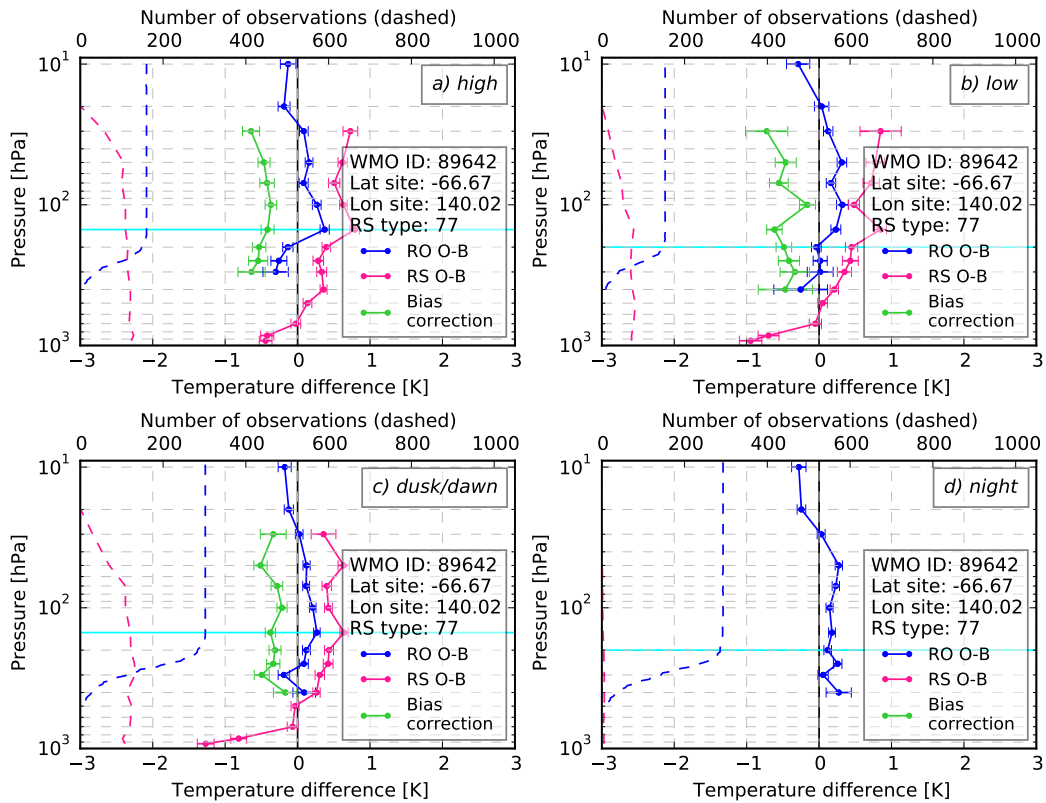 Number of observations (dashed)
0 200 400 600 800 1000
10¹
10²
10³
Pressure [hPa]
a) high
WMO ID: 89642
Lat site: -66.67
Lon site: 140.02
RS type: 77
RO O-B
RS O-B
Bias
correction
−3 −2 −1 0 1 2 3
Temperature difference [K]
Number of observations (dashed)
0 200 400 600 800 1000
10¹
10²
10³
Pressure [hPa]
b) low
WMO ID: 89642
Lat site: -66.67
Lon site: 140.02
RS type: 77
RO O-B
RS O-B
Bias
correction
−3 −2 −1 0 1 2 3
Temperature difference [K]
Number of observations (dashed)
0 200 400 600 800 1000
10¹
10²
10³
Pressure [hPa]
c) dusk/dawn
WMO ID: 89642
Lat site: -66.67
Lon site: 140.02
RS type: 77
RO O-B
RS O-B
Bias
correction
−3 −2 −1 0 1 2 3
Temperature difference [K]
Number of observations (dashed)
0 200 400 600 800 1000
10¹
10²
10³
Pressure [hPa]
d) night
WMO ID: 89642
Lat site: -66.67
Lon site: 140.02
RS type: 77
RO O-B
RS O-B
Bias
correction
−3 −2 −1 0 1 2 3
Temperature difference [K]